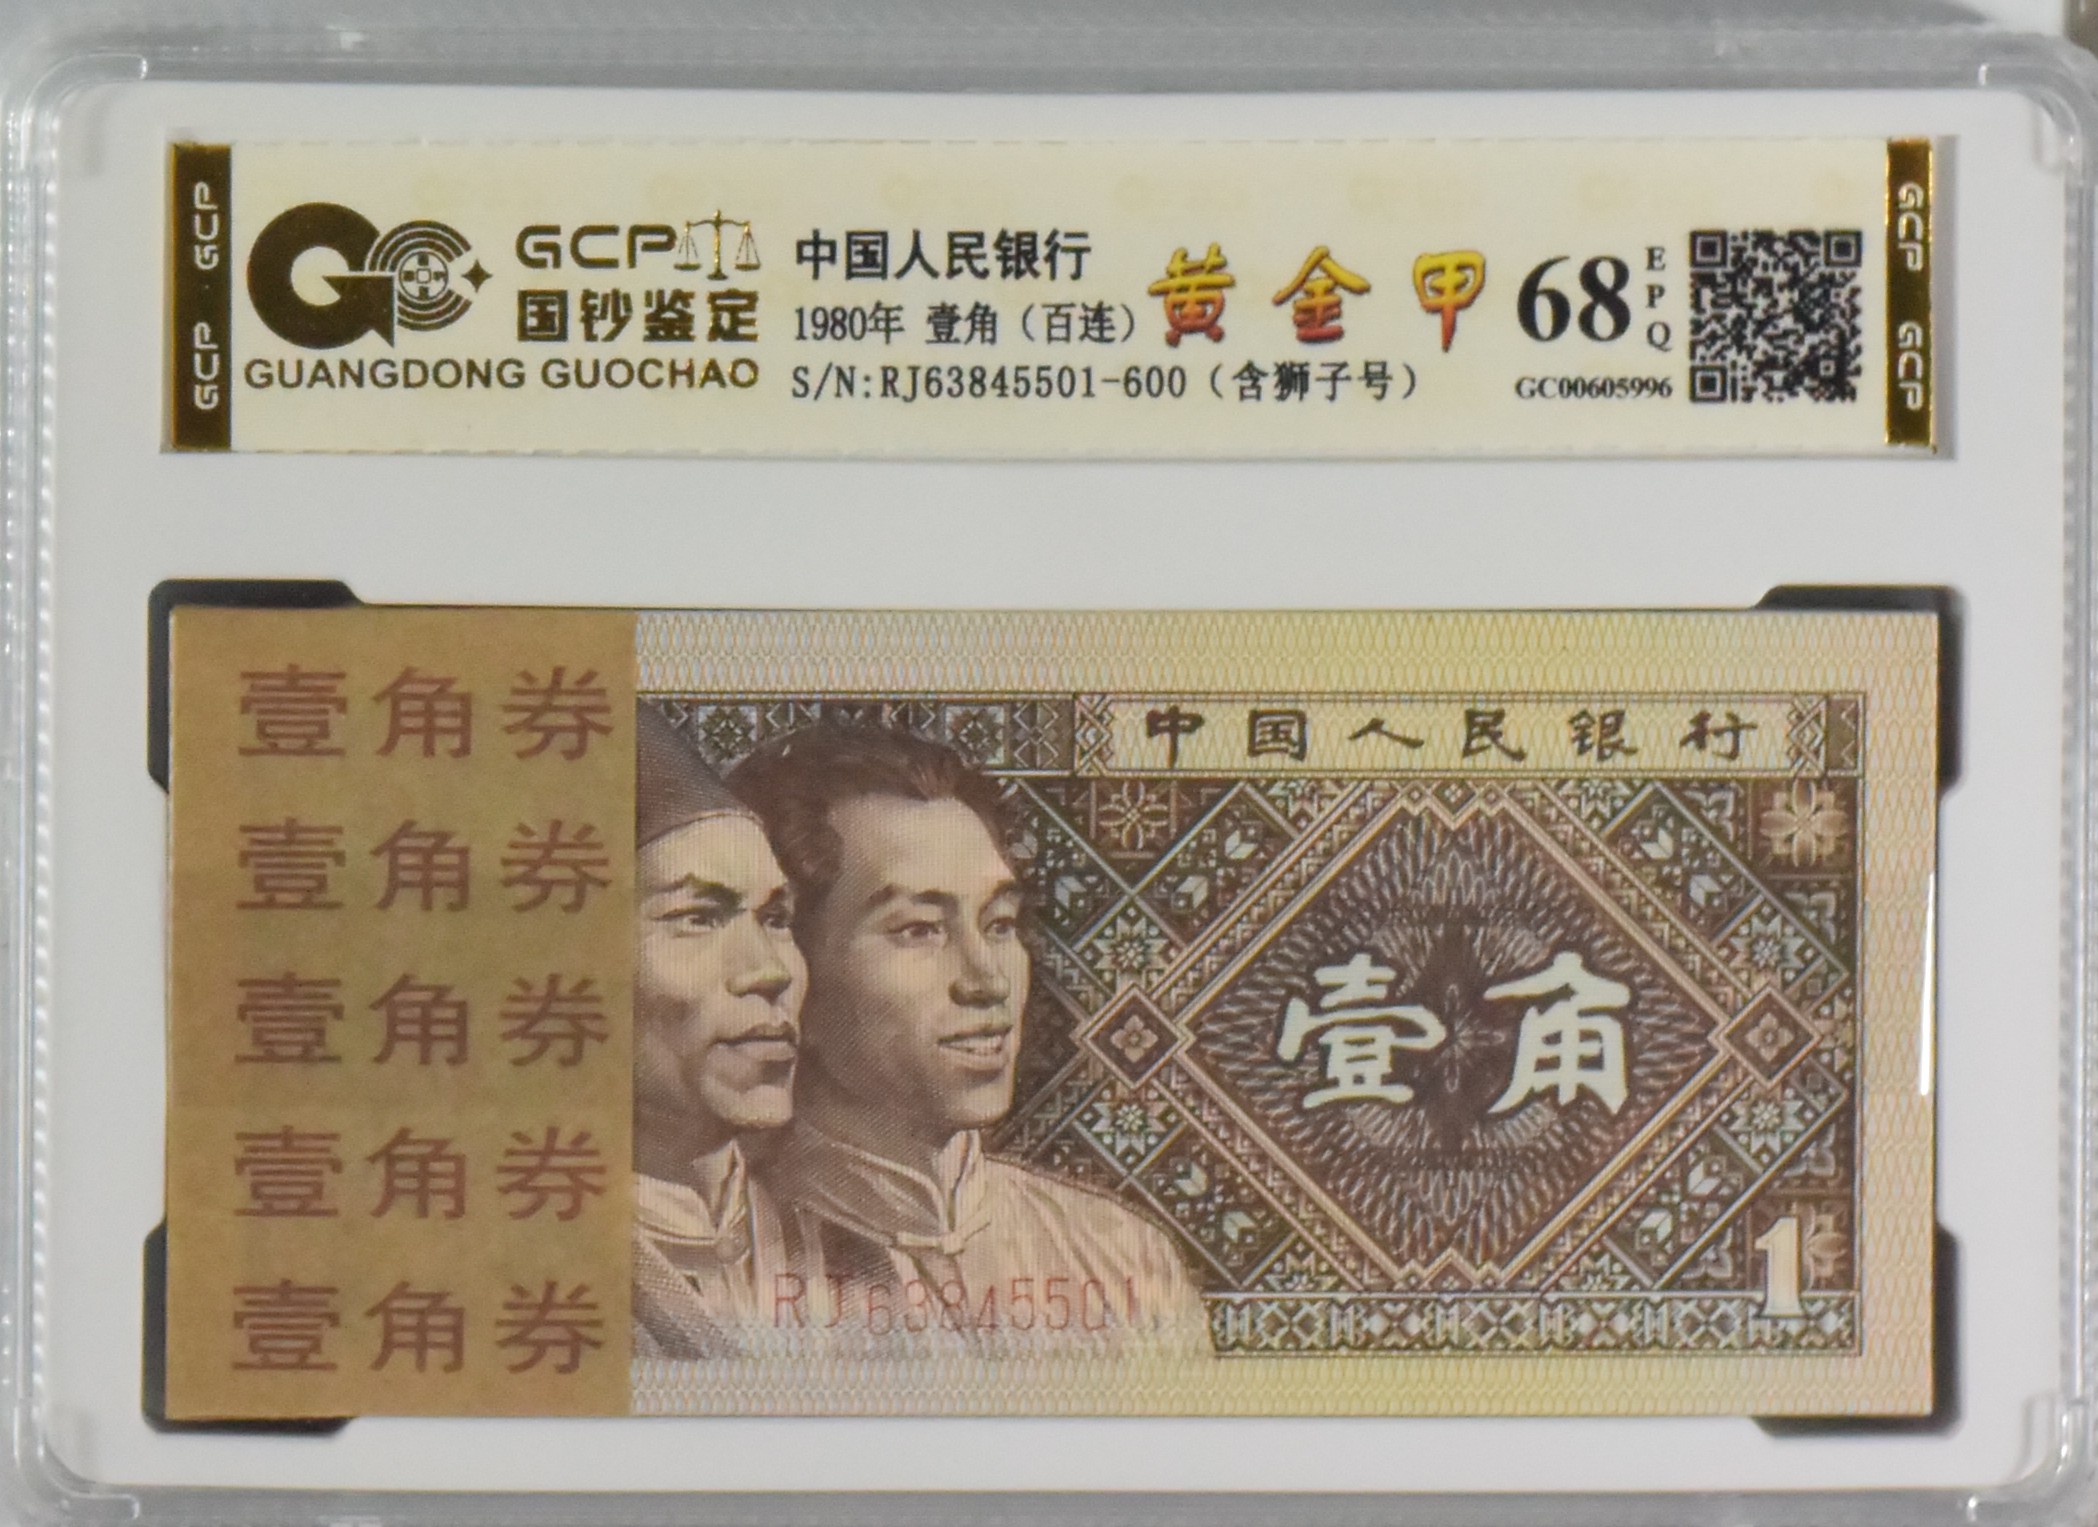 GCP · GCP
GCP
国钞鉴定
GUANGDONG GUOCHAO
中国人民银行
1980年 壹角（百连）
S/N:RJ63845501-600（含狮子号）
黄金甲
68
EPQ
GC00605996
GCP GCP
壹角券
壹角券
壹角券
壹角券
壹角券
中国人民银行
壹角
RJ63845501
1